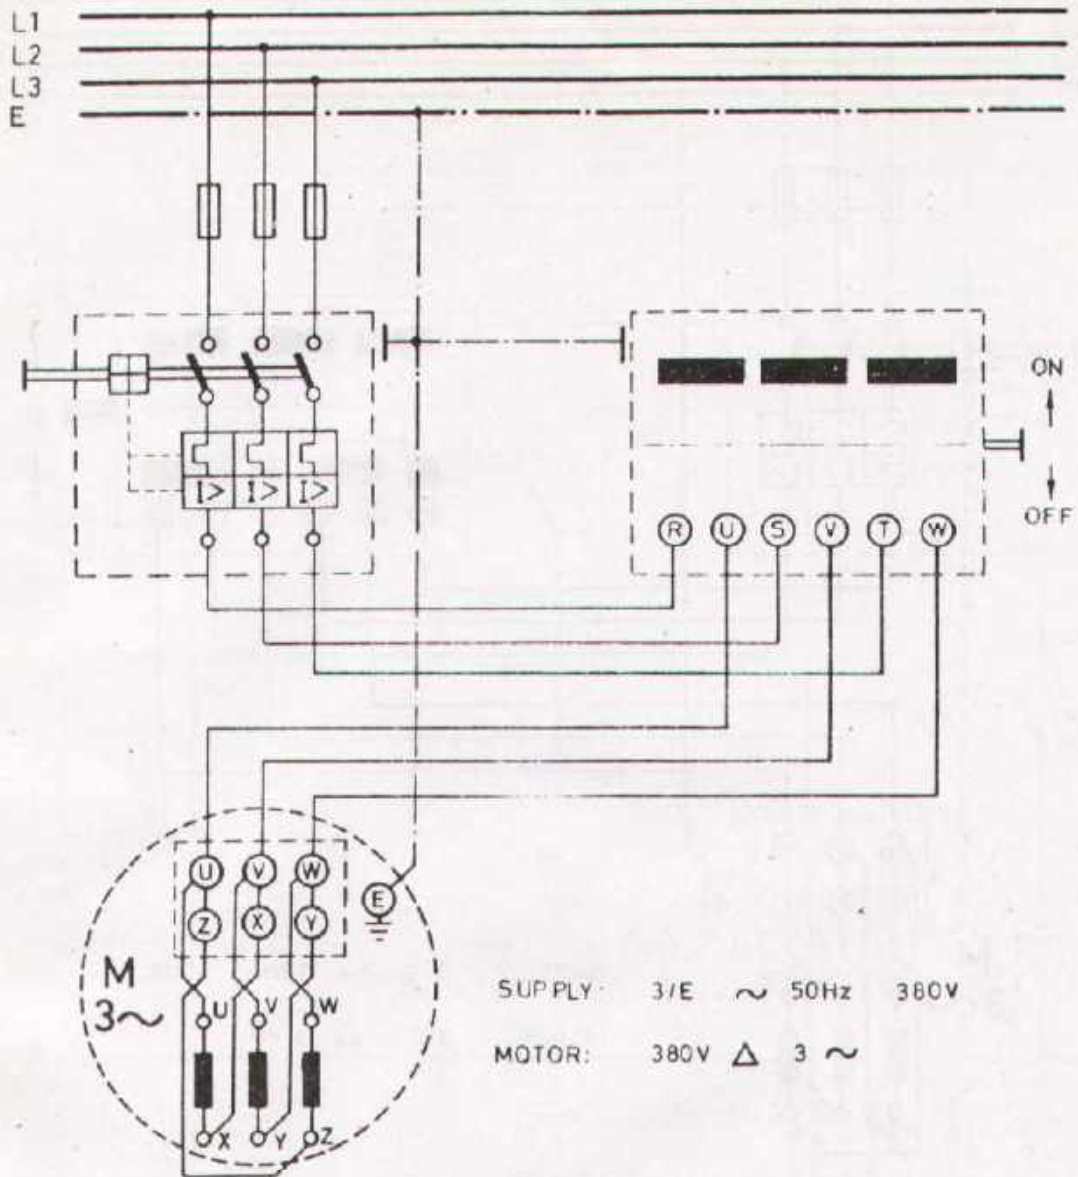 L1
L2
L3
E
ON
OFF
I> I> I>
R U S V T W
U V W
E
Z X Y
M
3~
U V W
SUPPLY: 3/E ~ 50Hz 380V
MOTOR: 380V Δ 3 ~
X Y Z